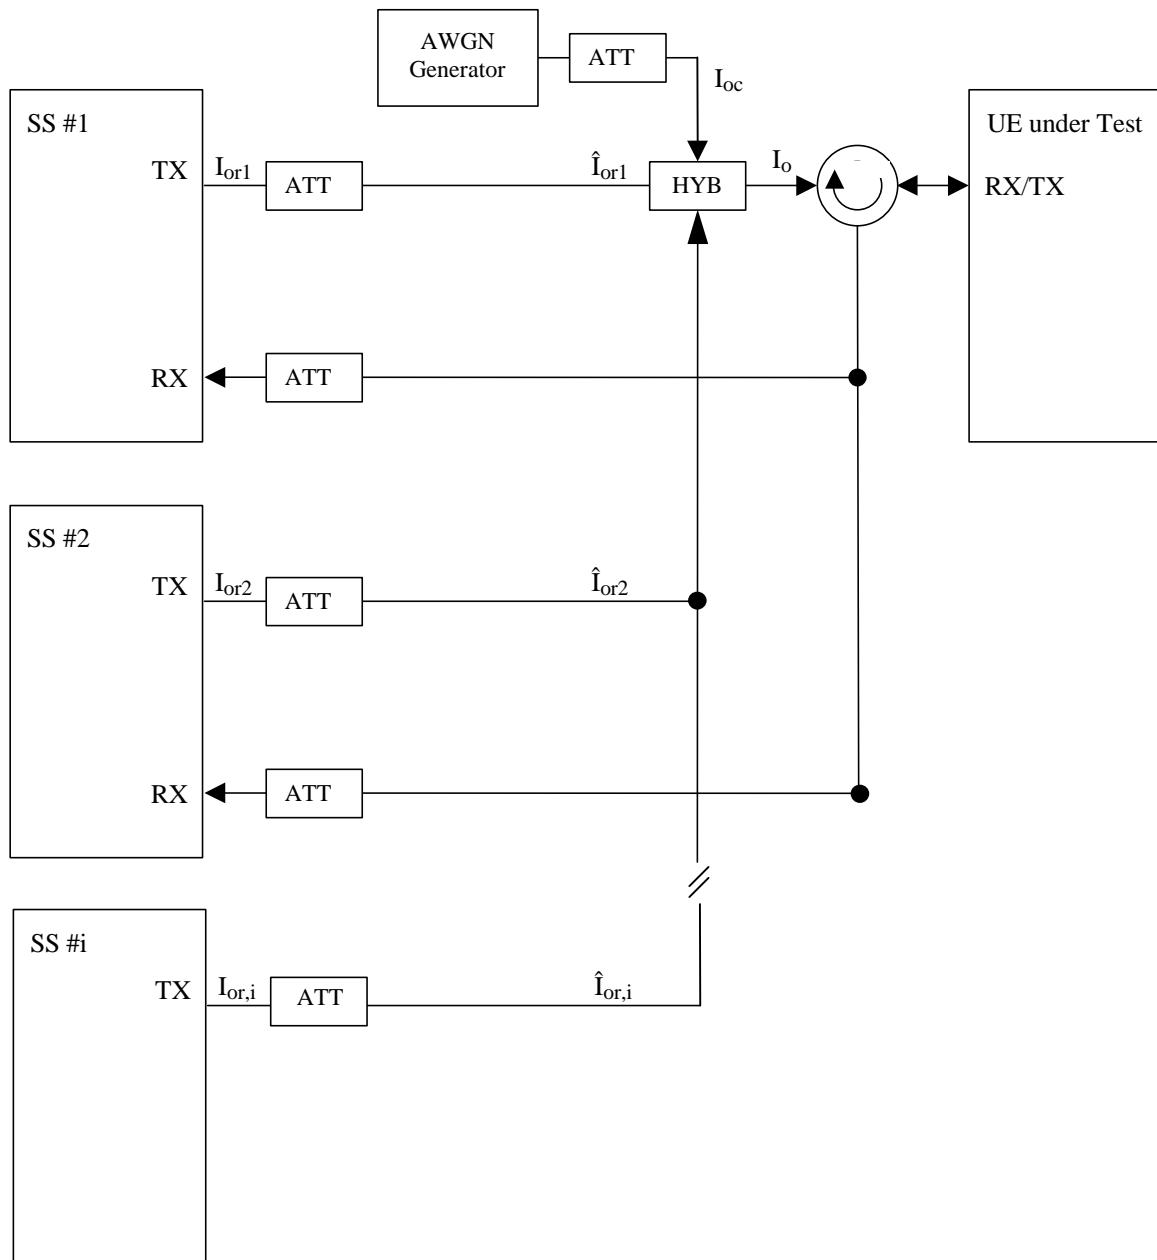 AWGN
Generator
ATT
I_oc
SS #1
UE under Test
TX
I_or1
ATT
Î_or1
HYB
I_o
RX/TX
RX
ATT
SS #2
TX
I_or2
ATT
Î_or2
RX
ATT
SS #i
TX
I_or,i
ATT
Î_or,i